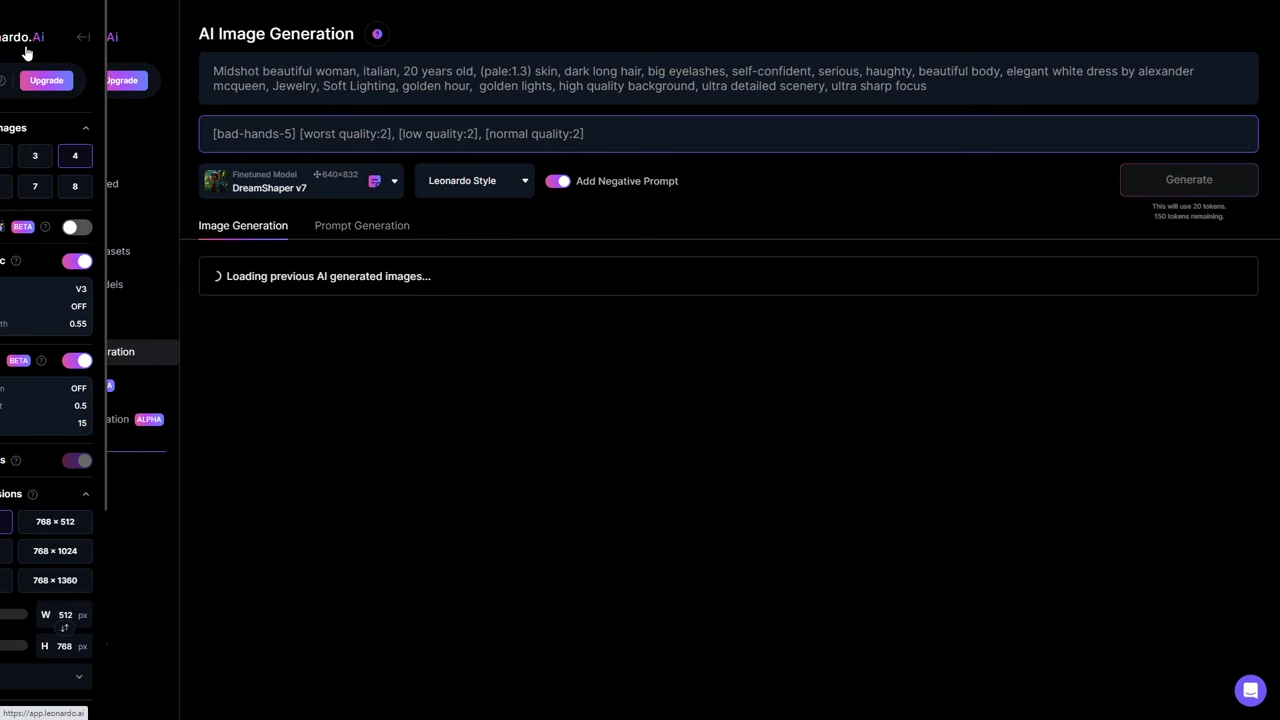 nardo.Ai
Ai
Upgrade
Upgrade
mages
3
4
7
8
BETA
c
V3
OFF
th
0.55
BETA
n
OFF
t
0.5
15
s
sions
768 × 512
768 × 1024
768 × 1360
W 512 px
H 768 px
https://app.leonardo.ai
ed
asets
dels
ration
A
ation ALPHA
AI Image Generation ?
Midshot beautiful woman, italian, 20 years old, (pale:1.3) skin, dark long hair, big eyelashes, self-confident, serious, haughty, beautiful body, elegant white dress by alexander
mcqueen, Jewelry, Soft Lighting, golden hour, golden lights, high quality background, ultra detailed scenery, ultra sharp focus
[bad-hands-5] [worst quality:2], [low quality:2], [normal quality:2]
Finetuned Model 640×832
DreamShaper v7
Leonardo Style
Add Negative Prompt
Generate
This will use 20 tokens.
150 tokens remaining.
Image Generation
Prompt Generation
Loading previous AI generated images...